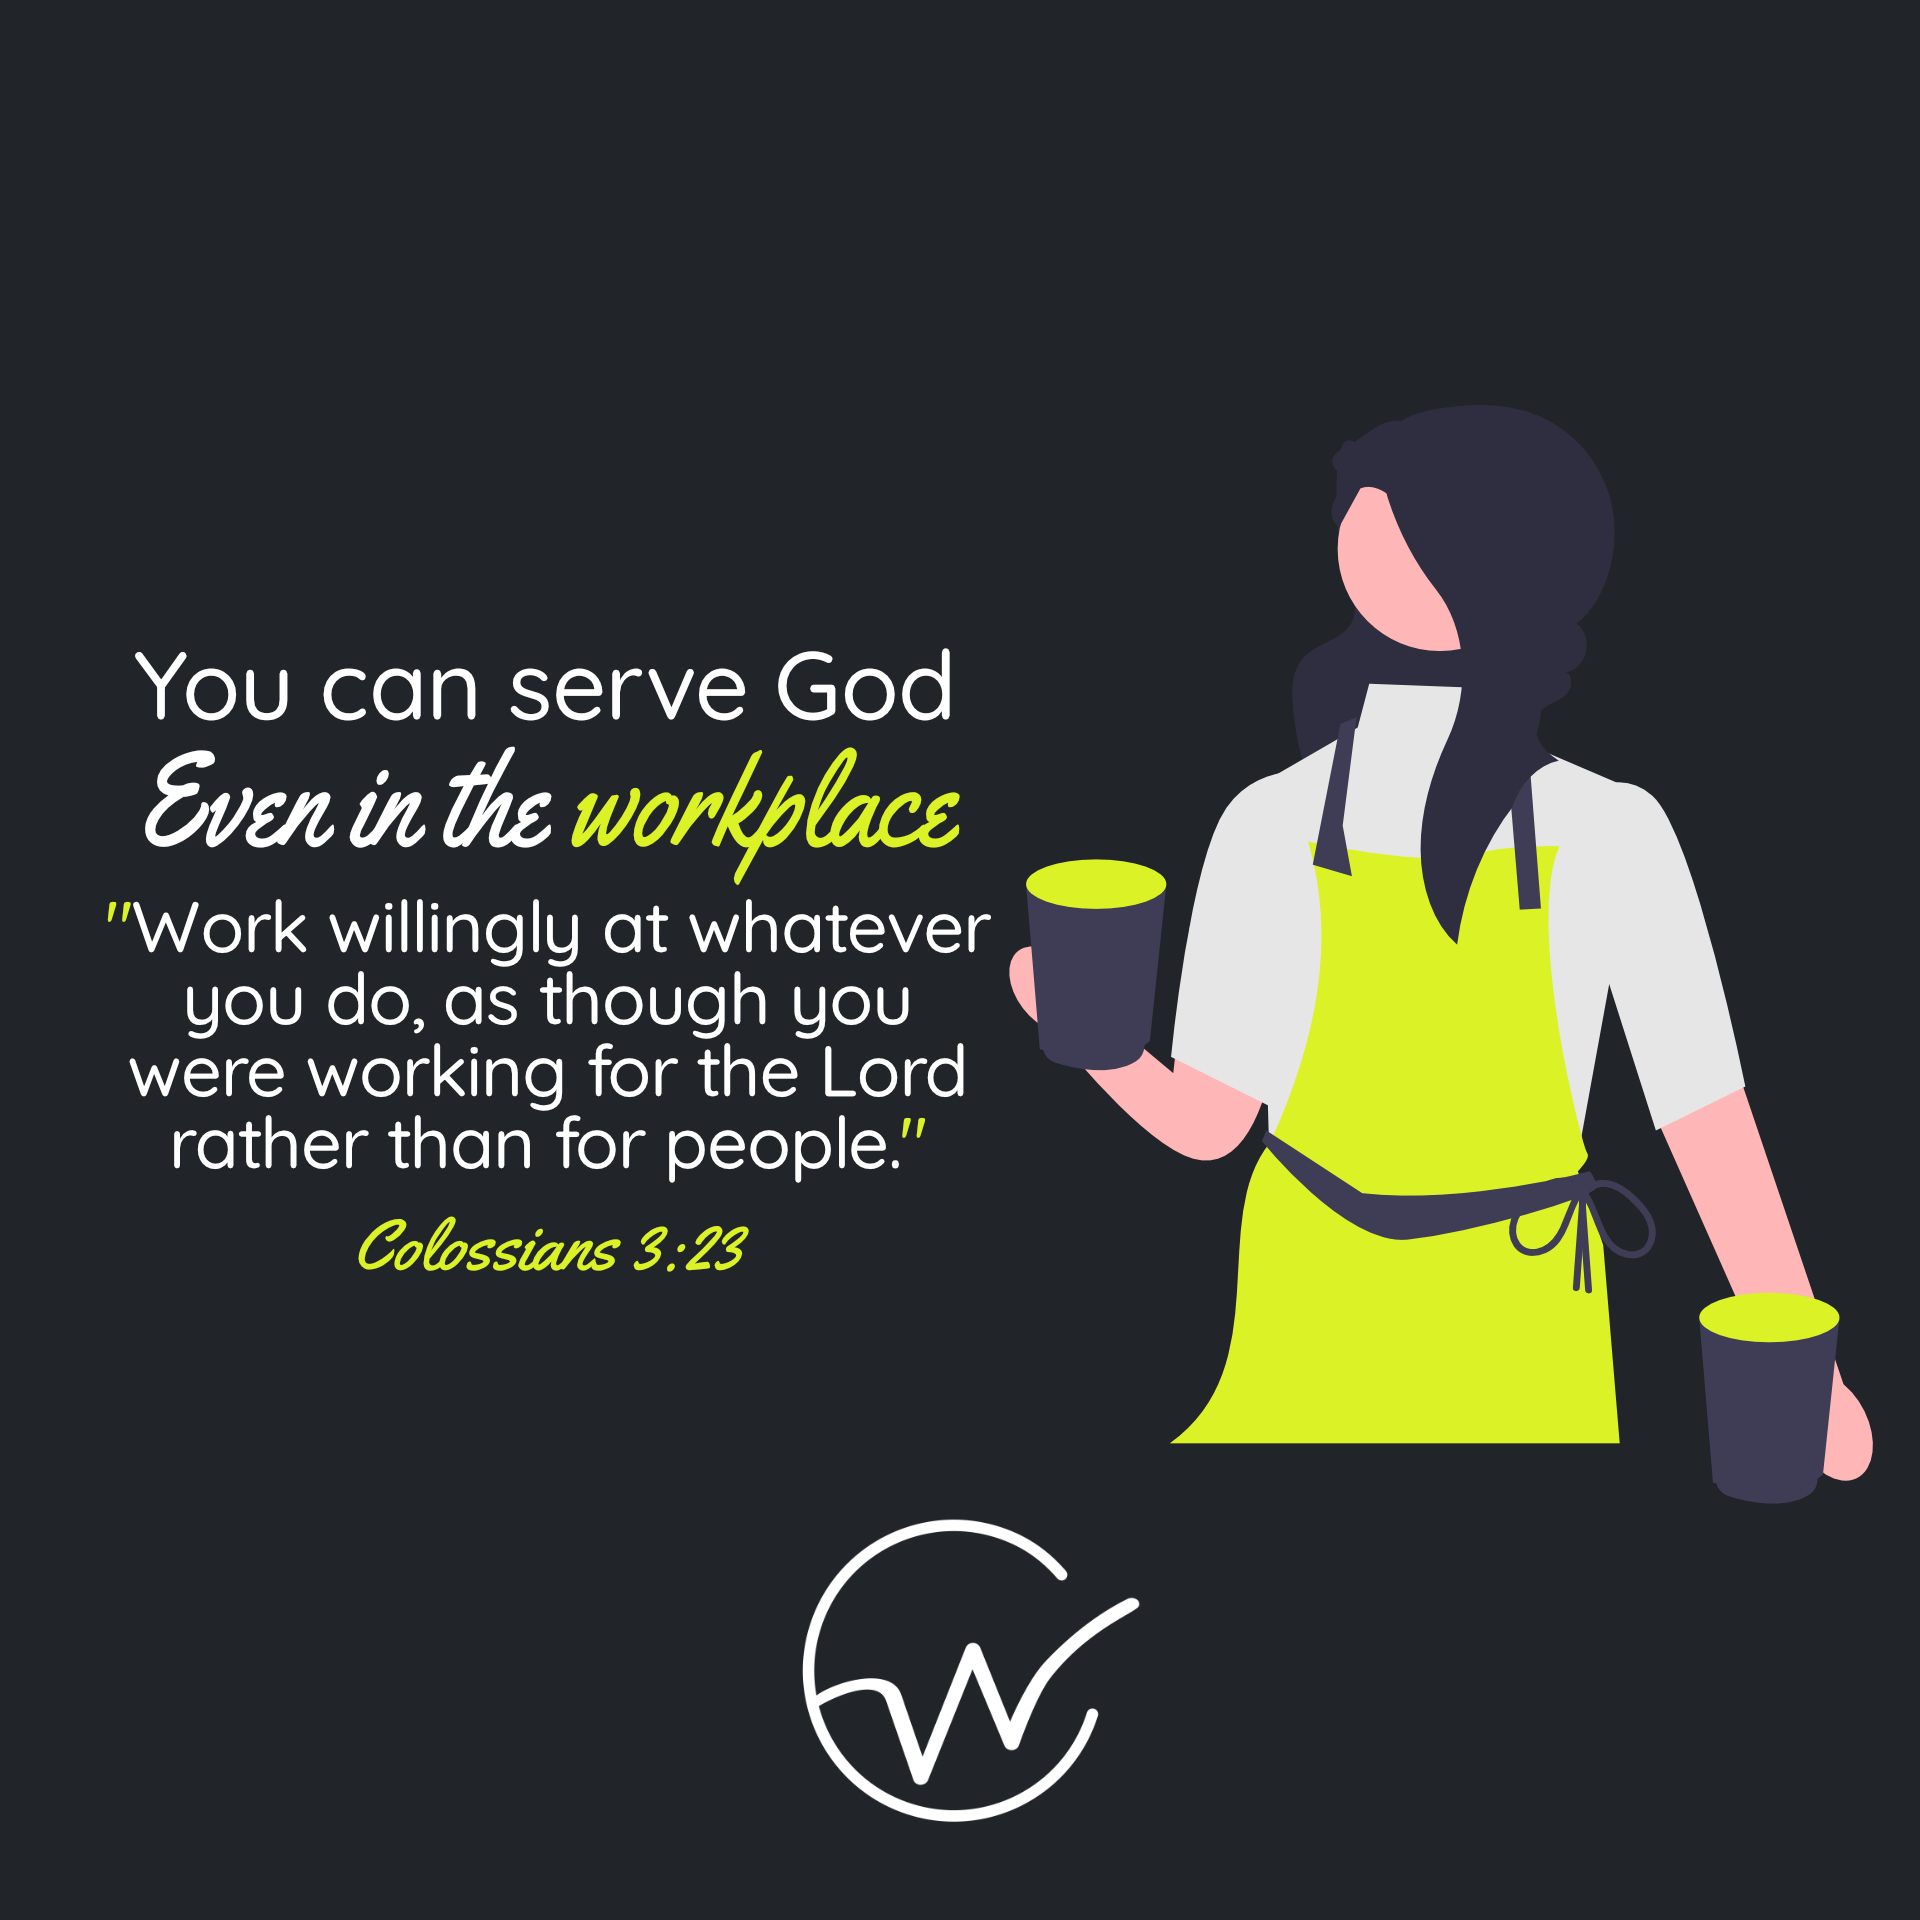 You can serve God
Even in the workplace
"Work willingly at whatever
you do, as though you
were working for the Lord
rather than for people."
Colossians 3:23